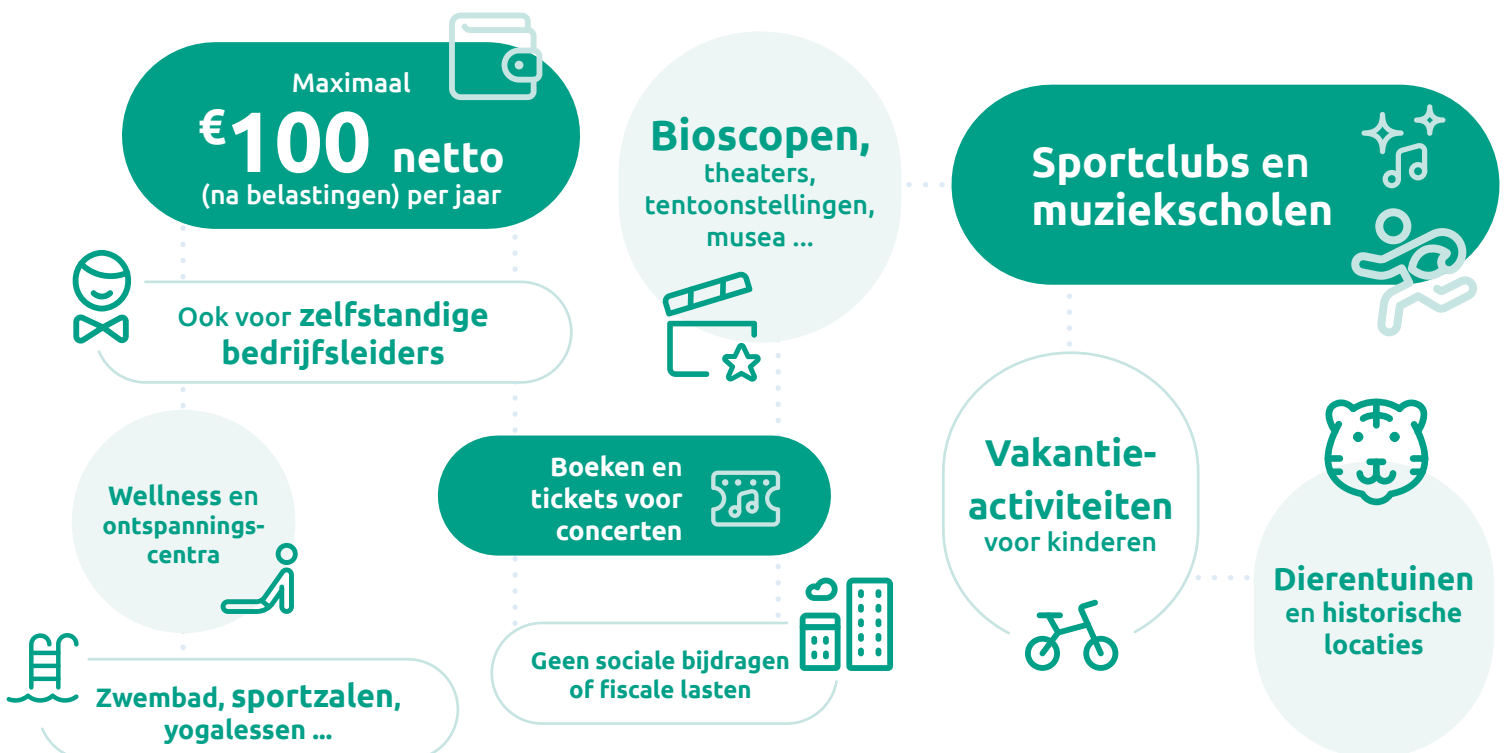 Maximaal
€100 netto
(na belastingen) per jaar
Ook voor zelfstandige
bedrijfsleiders
Wellness en
ontspannings-
centra
Zwembad, sportzalen,
yogalessen ...
Bioscopen,
theaters,
tentoonstellingen,
musea ...
Boeken en
tickets voor
concerten
Geen sociale bijdragen
of fiscale lasten
Sportclubs en
muziekscholen
Vakantie-
activiteiten
voor kinderen
Dierentuinen
en historische
locaties